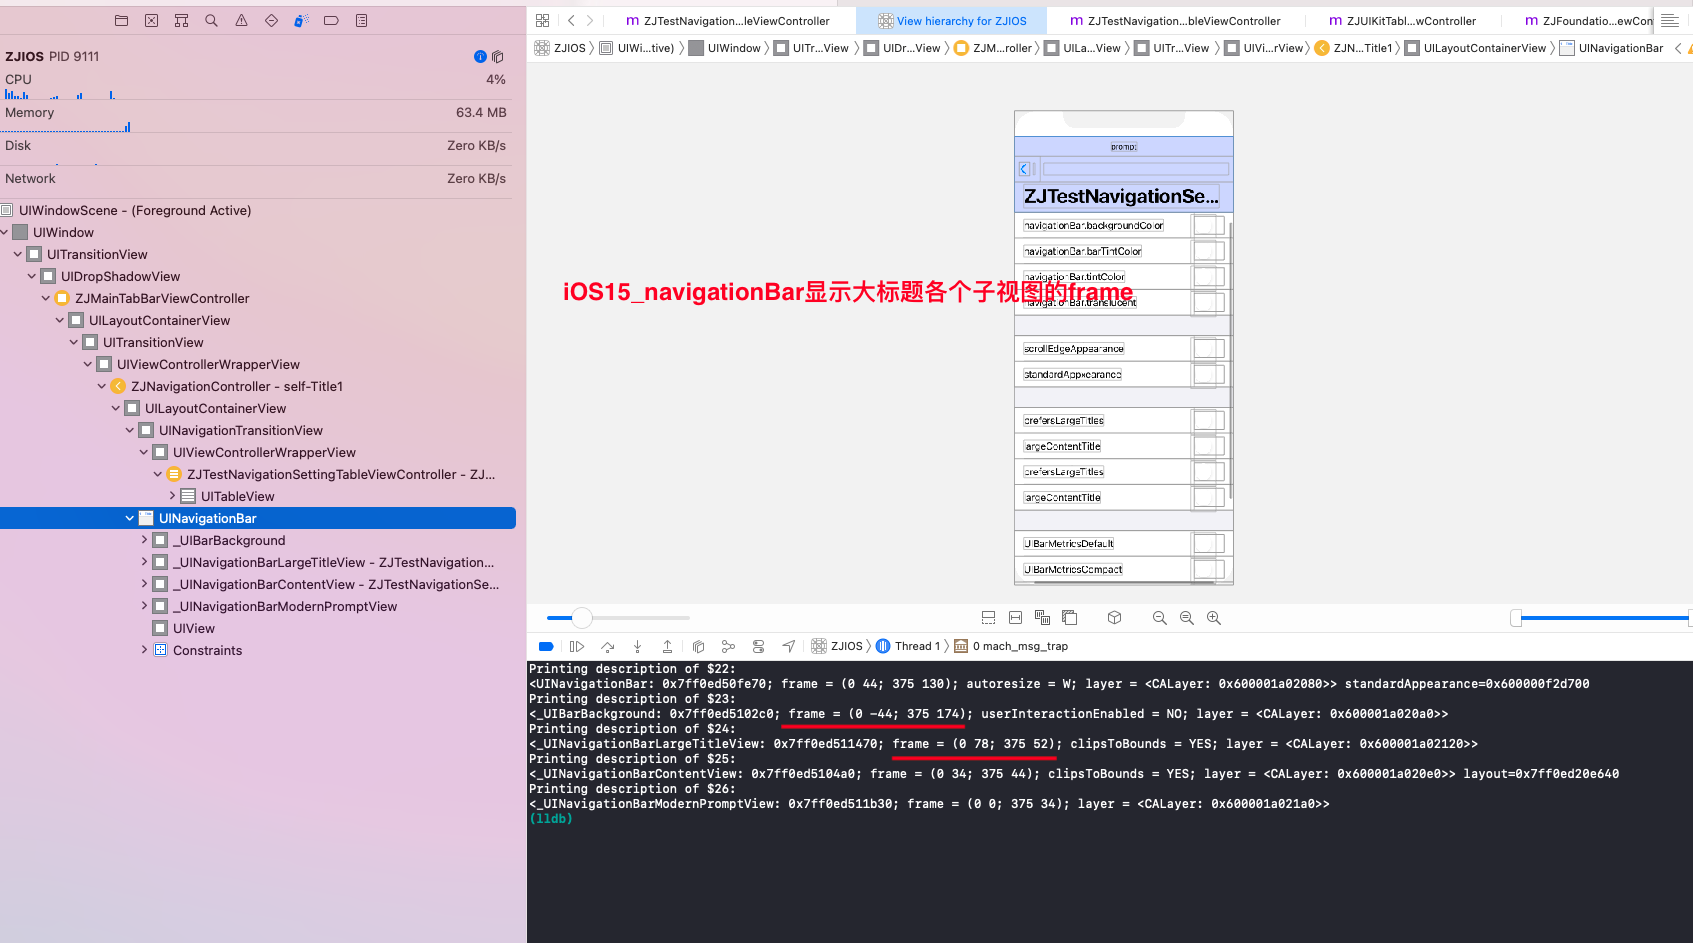 ZJTestNavigation...leViewController
View hierarchy for ZJIOS
ZJTestNavigation...bleViewController
ZJUIKitTabl...wController
ZJFoundatio...ewCon
ZJIOS
UIWi...tive)
UIWindow
UITr...View
UIDr...View
ZJM...roller
UILa...View
UITr...View
UIVi...rView
ZJN...Title1
UILayoutContainerView
UINavigationBar
ZJIOS PID 9111
CPU 4%
Memory 63.4 MB
Disk Zero KB/s
Network Zero KB/s
UIWindowScene - (Foreground Active)
UIWindow
UITransitionView
UIDropShadowView
ZJMainTabBarViewController
UILayoutContainerView
UITransitionView
UIViewControllerWrapperView
ZJNavigationController - self-Title1
UILayoutContainerView
UINavigationTransitionView
UIViewControllerWrapperView
ZJTestNavigationSettingTableViewController - ZJ...
UITableView
UINavigationBar
_UIBarBackground
_UINavigationBarLargeTitleView - ZJTestNavigation...
_UINavigationBarContentView - ZJTestNavigationSe...
_UINavigationBarModernPromptView
UIView
Constraints
prompt
ZJTestNavigationSe...
navigationBar.backgroundColor
navigationBar.barTintColor
navigationBar.tintColor
iOS15_navigationBar显示大标题各个子视图的frame
navigationBar.translucent
scrollEdgeAppearance
standardAppearance
prefersLargeTitles
largeContentTitle
prefersLargeTitles
largeContentTitle
UIBarMetricsDefault
UIBarMetricsCompact
ZJIOS
Thread 1
0 mach_msg_trap
Printing description of $22:
<UINavigationBar: 0x7ff0ed50fe70; frame = (0 44; 375 130); autoresize = W; layer = <CALayer: 0x600001a02080>> standardAppearance=0x600000f2d700
Printing description of $23:
<_UIBarBackground: 0x7ff0ed5102c0; frame = (0 -44; 375 174); userInteractionEnabled = NO; layer = <CALayer: 0x600001a020a0>>
Printing description of $24:
<_UINavigationBarLargeTitleView: 0x7ff0ed511470; frame = (0 78; 375 52); clipsToBounds = YES; layer = <CALayer: 0x600001a02120>>
Printing description of $25:
<_UINavigationBarContentView: 0x7ff0ed5104a0; frame = (0 34; 375 44); clipsToBounds = YES; layer = <CALayer: 0x600001a020e0>> layout=0x7ff0ed20e640
Printing description of $26:
<_UINavigationBarModernPromptView: 0x7ff0ed511b30; frame = (0 0; 375 34); layer = <CALayer: 0x600001a021a0>>
(lldb)